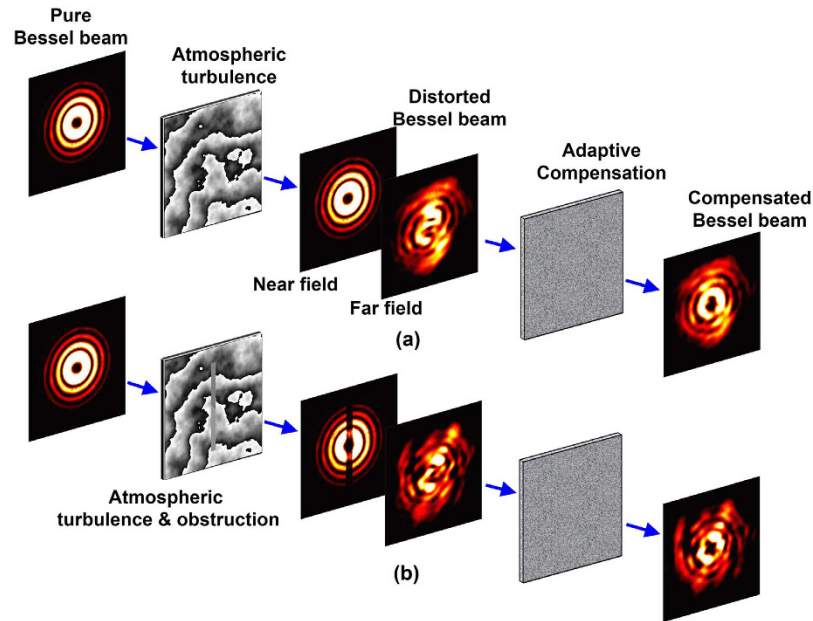 Pure
Bessel beam
Atmospheric
turbulence
Distorted
Bessel beam
Adaptive
Compensation
Compensated
Bessel beam
Near field
Far field
(a)
Atmospheric
turbulence & obstruction
(b)